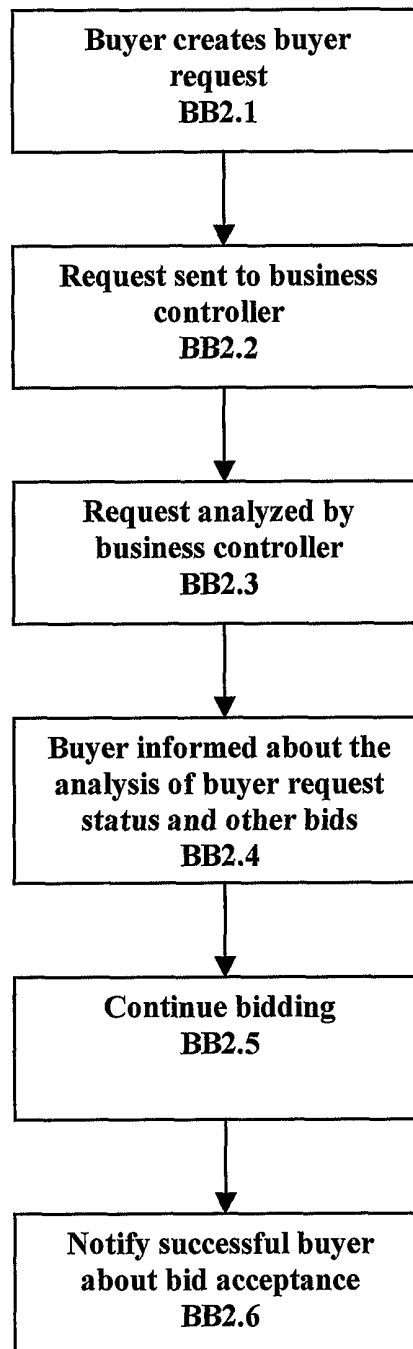 Buyer creates buyer
request
BB2.1
Request sent to business
controller
BB2.2
Request analyzed by
business controller
BB2.3
Buyer informed about the
analysis of buyer request
status and other bids
BB2.4
Continue bidding
BB2.5
Notify successful buyer
about bid acceptance
BB2.6